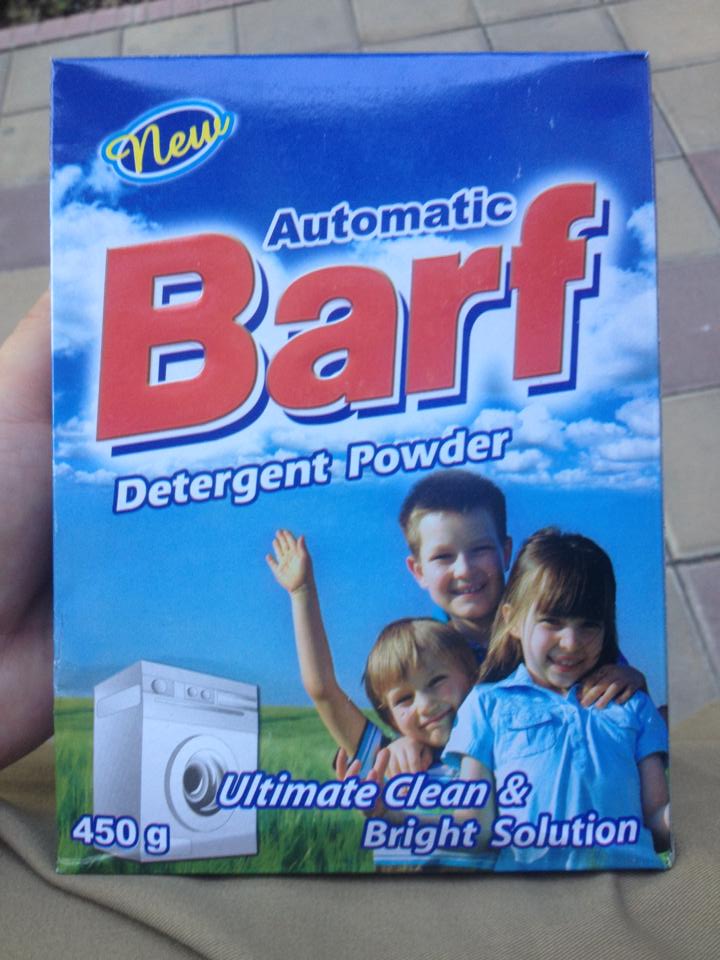 New
Automatic
Barf
Detergent Powder
Ultimate Clean &
Bright Solution
450 g